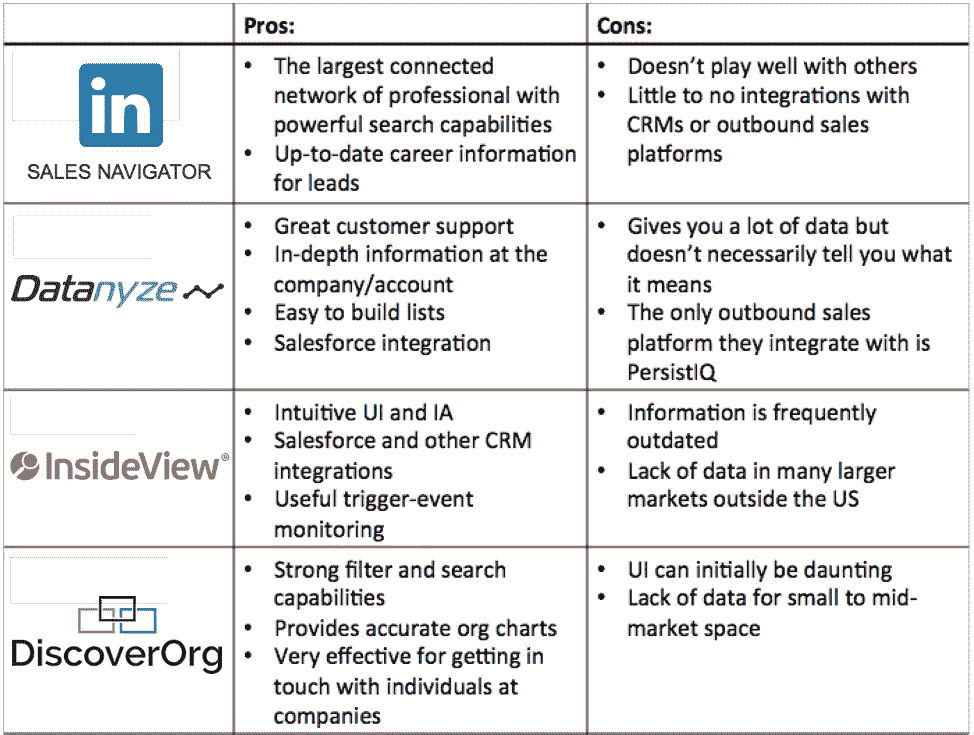 Pros:
Cons:
in
SALES NAVIGATOR
• The largest connected
network of professional with
powerful search capabilities
• Up-to-date career information
for leads
• Doesn't play well with others
• Little to no integrations with
CRMs or outbound sales
platforms
Datanyze
• Great customer support
• In-depth information at the
company/account
• Easy to build lists
• Salesforce integration
• Gives you a lot of data but
doesn't necessarily tell you what
it means
• The only outbound sales
platform they integrate with is
PersistIQ
InsideView®
• Intuitive UI and IA
• Salesforce and other CRM
integrations
• Useful trigger-event
monitoring
• Information is frequently
outdated
• Lack of data in many larger
markets outside the US
DiscoverOrg
• Strong filter and search
capabilities
• Provides accurate org charts
• Very effective for getting in
touch with individuals at
companies
• UI can initially be daunting
• Lack of data for small to mid-
market space